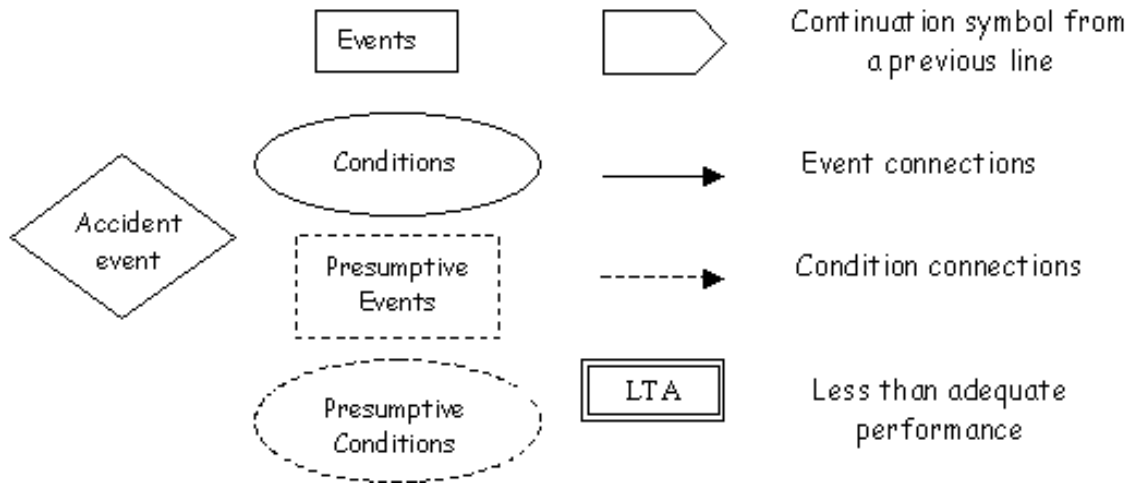 Events
Continuation symbol from
a previous line
Conditions
Event connections
Accident
event
Presumptive
Events
Condition connections
LTA
Less than adequate
performance
Presumptive
Conditions